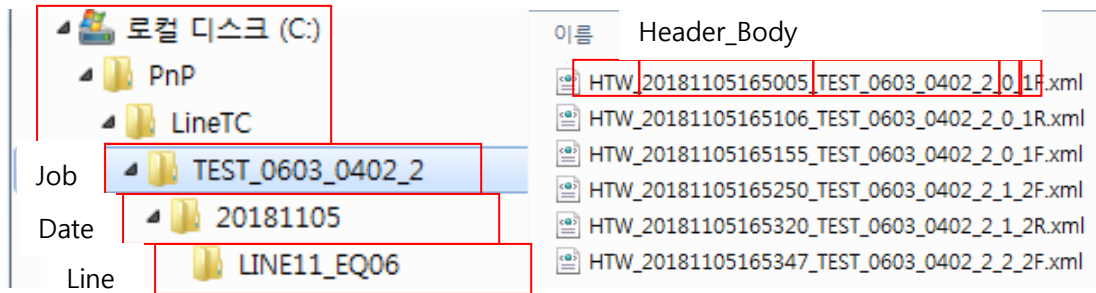 로컬 디스크 (C:)
PnP
LineTC
Job TEST_0603_0402_2
Date 20181105
Line LINE11_EQ06
이름 Header_Body
HTW_20181105165005_TEST_0603_0402_2_0_1F.xml
HTW_20181105165106_TEST_0603_0402_2_0_1R.xml
HTW_20181105165155_TEST_0603_0402_2_0_1F.xml
HTW_20181105165250_TEST_0603_0402_2_1_2F.xml
HTW_20181105165320_TEST_0603_0402_2_1_2R.xml
HTW_20181105165347_TEST_0603_0402_2_2_2F.xml